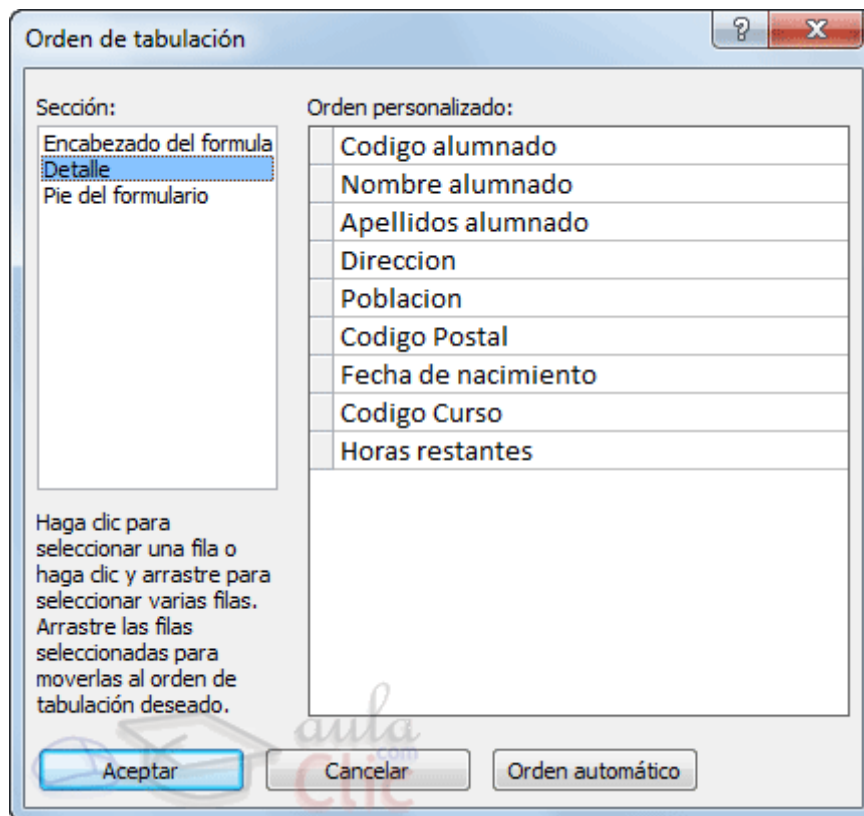 Orden de tabulación
Sección:
Encabezado del formula
Detalle
Pie del formulario
Haga clic para
seleccionar una fila o
haga clic y arrastre para
seleccionar varias filas.
Arrastre las filas
seleccionadas para
moverlas al orden de
tabulación deseado.
Orden personalizado:
Codigo alumnado
Nombre alumnado
Apellidos alumnado
Direccion
Poblacion
Codigo Postal
Fecha de nacimiento
Codigo Curso
Horas restantes
aula
Clic
.com
Aceptar
Cancelar
Orden automático